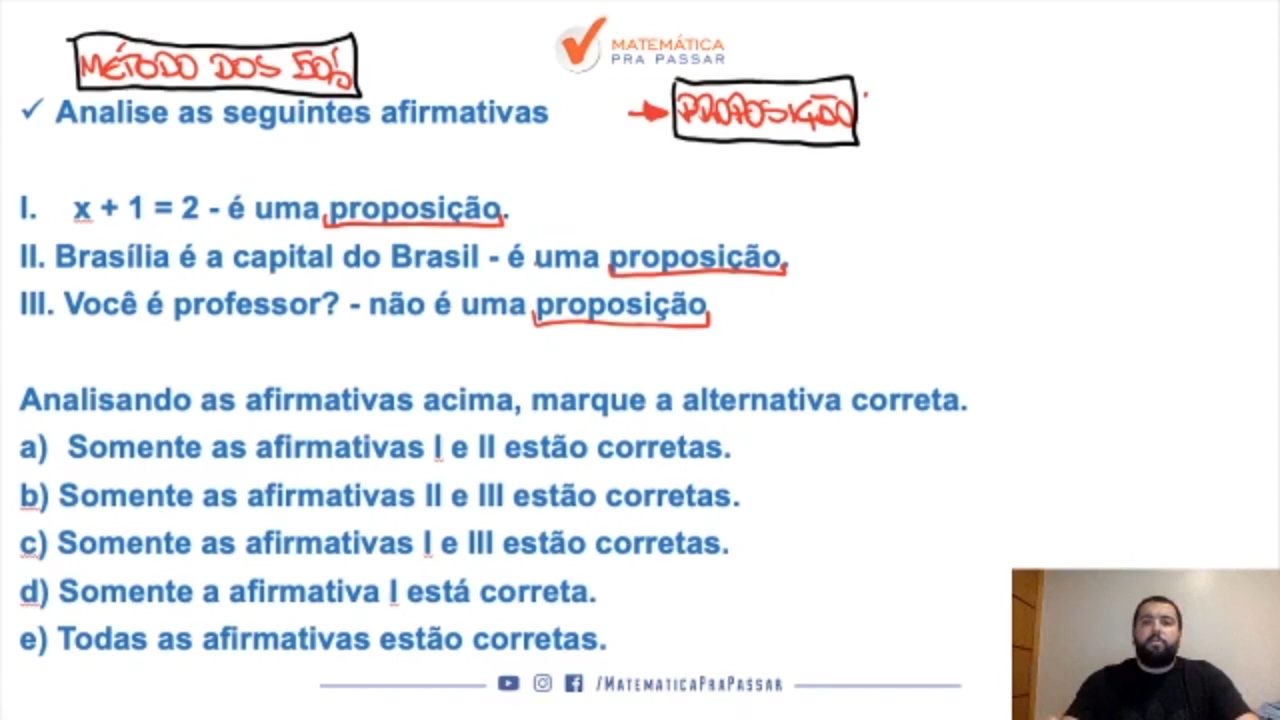 MÉTODO DOS 50's
MATEMÁTICA
PRA PASSAR
✓ Analise as seguintes afirmativas
PROPOSIÇÃO
I. x + 1 = 2 - é uma proposição.
II. Brasília é a capital do Brasil - é uma proposição.
III. Você é professor? - não é uma proposição
Analisando as afirmativas acima, marque a alternativa correta.
a) Somente as afirmativas I e II estão corretas.
b) Somente as afirmativas II e III estão corretas.
c) Somente as afirmativas I e III estão corretas.
d) Somente a afirmativa I está correta.
e) Todas as afirmativas estão corretas.
/MATEMATICAPRAPASSAR